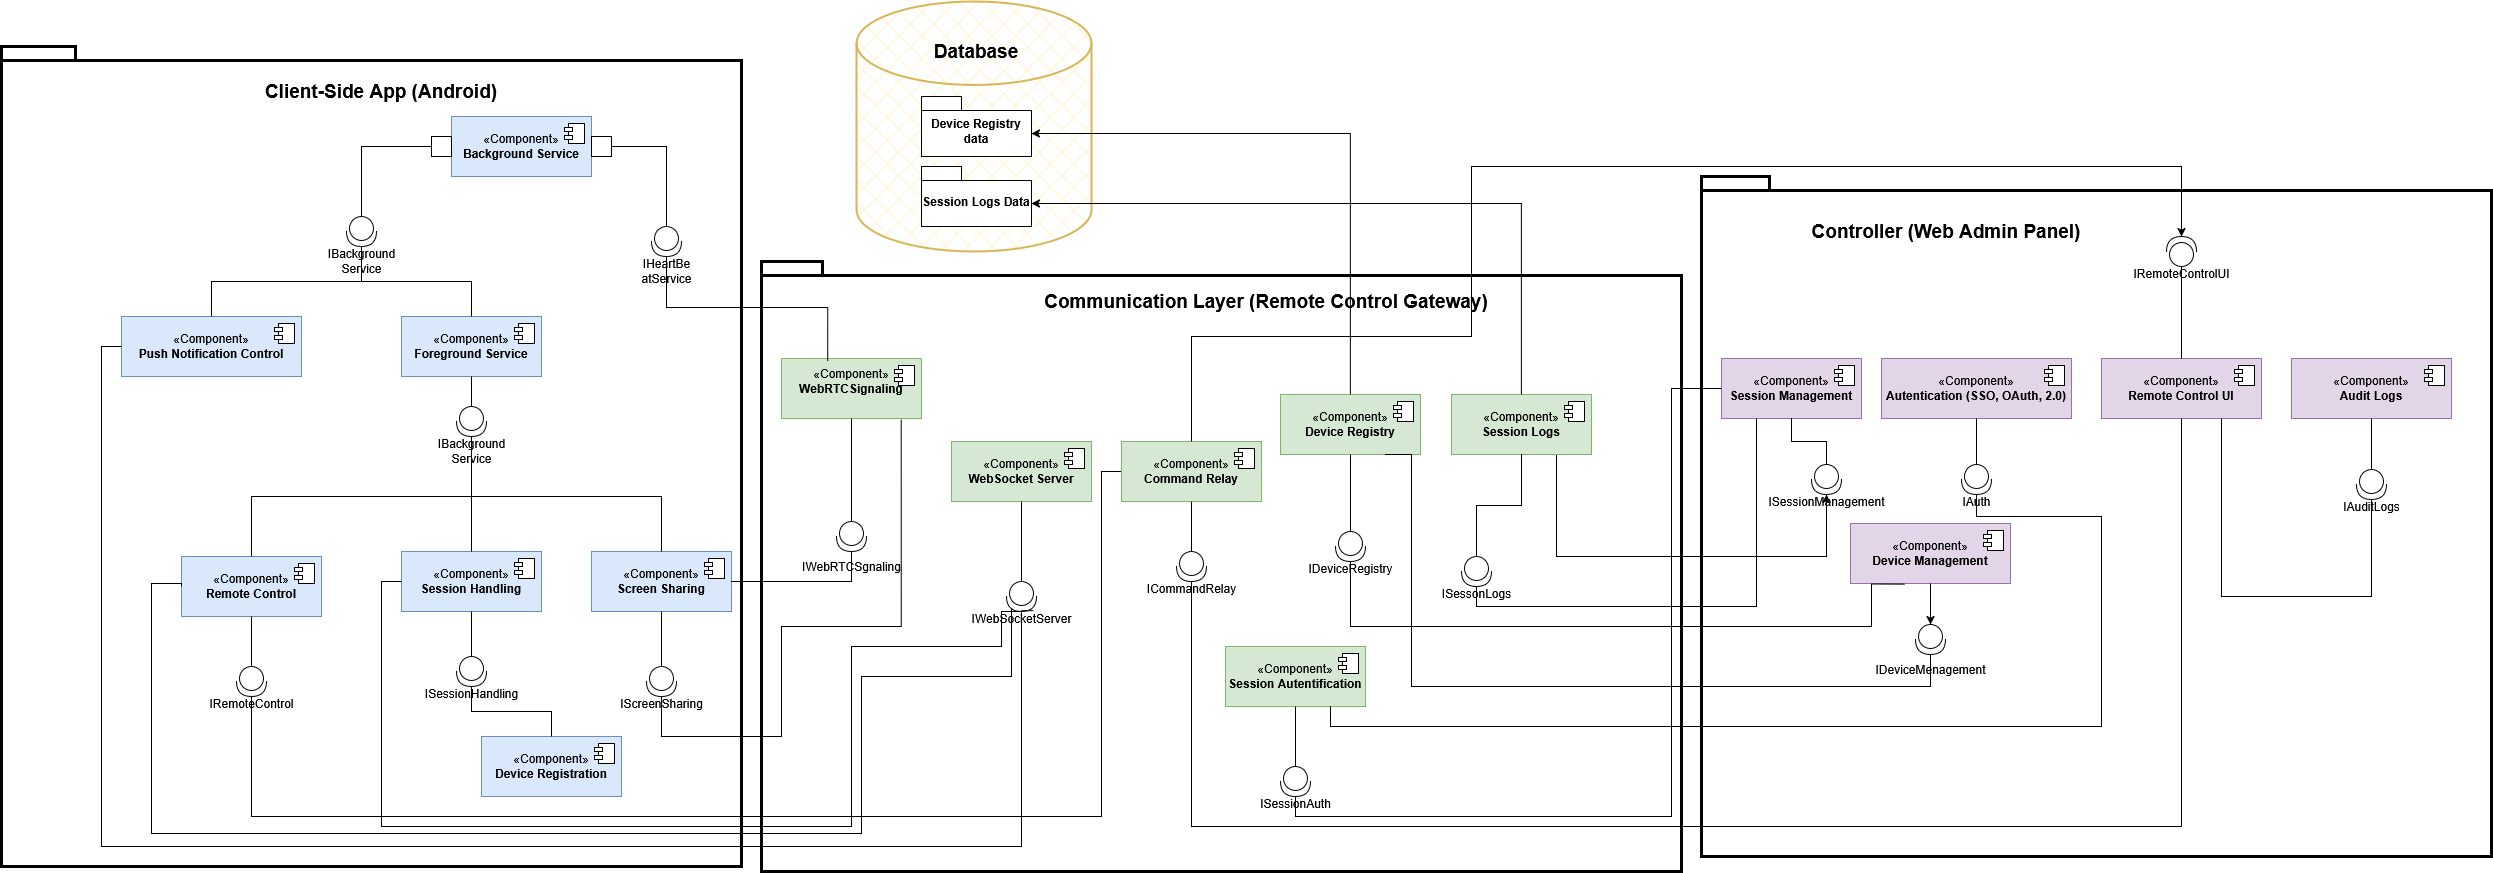 Database
Device Registry
data
Session Logs Data
Client-Side App (Android)
«Component»
Background Service
IBackground
Service
IHeartBe
atService
«Component»
Push Notification Control
«Component»
Foreground Service
IBackground
Service
«Component»
Remote Control
«Component»
Session Handling
«Component»
Screen Sharing
IRemoteControl
ISessionHandling
IScreenSharing
«Component»
Device Registration
Communication Layer (Remote Control Gateway)
«Component»
WebRTCSignaling
«Component»
WebSocket Server
«Component»
Command Relay
«Component»
Device Registry
«Component»
Session Logs
IWebRTCSgnaling
IWebSocketServer
ICommandRelay
IDeviceRegistry
ISessonLogs
«Component»
Session Autentification
ISessionAuth
Controller (Web Admin Panel)
IRemoteControlUI
«Component»
Session Management
«Component»
Autentication (SSO, OAuth, 2.0)
«Component»
Remote Control UI
«Component»
Audit Logs
ISessionManagement
IAuth
IAuditLogs
«Component»
Device Management
IDeviceMenagement